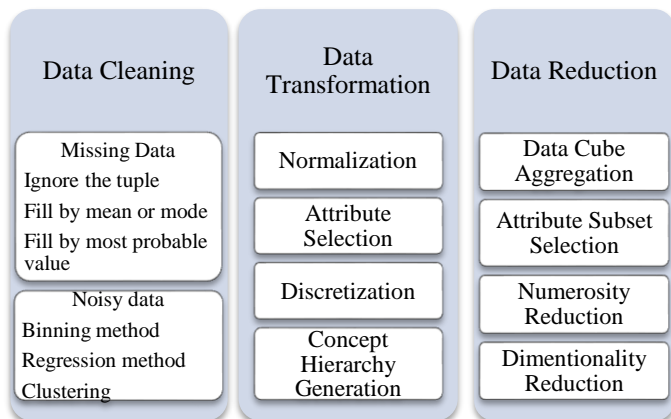 Data Cleaning
Missing Data
Ignore the tuple
Fill by mean or mode
Fill by most probable
value
Noisy data
Binning method
Regression method
Clustering
Data
Transformation
Normalization
Attribute
Selection
Discretization
Concept
Hierarchy
Generation
Data Reduction
Data Cube
Aggregation
Attribute Subset
Selection
Numerosity
Reduction
Dimentionality
Reduction